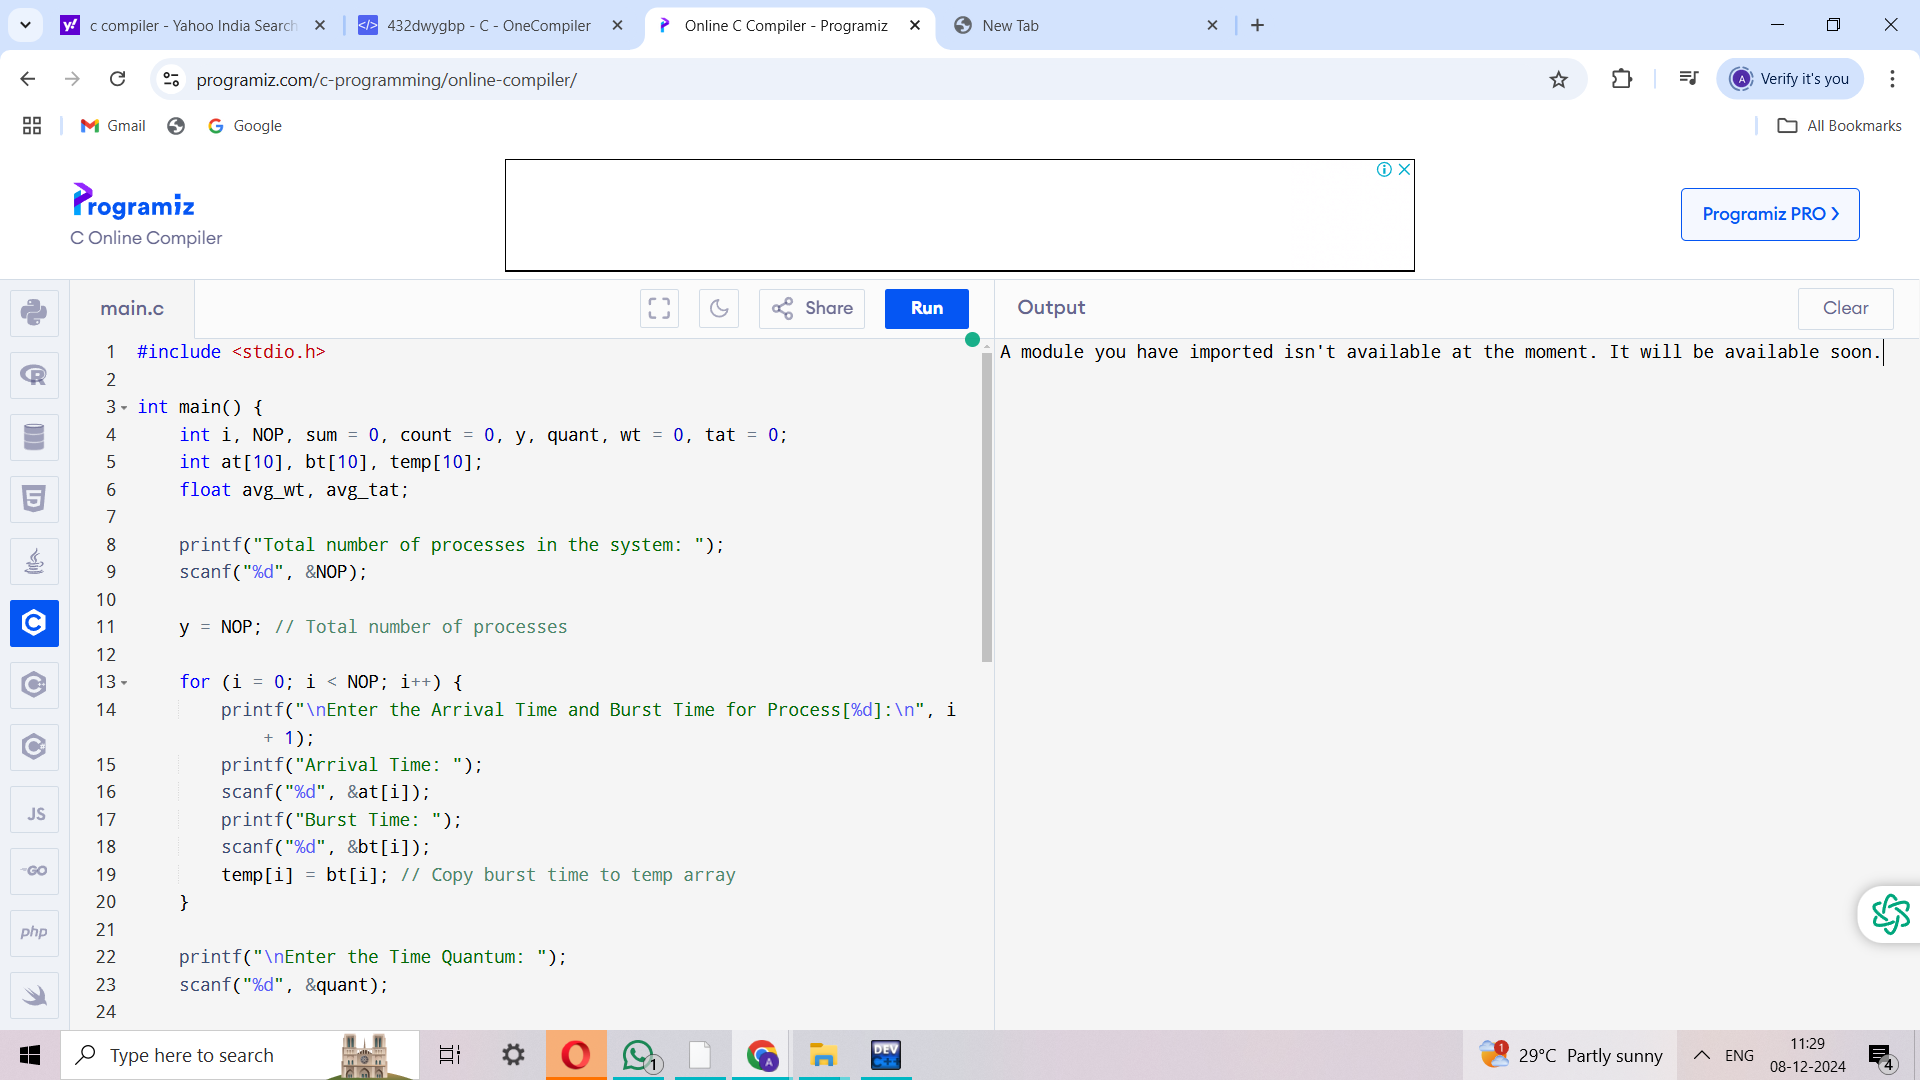 c compiler - Yahoo India Search
432dwygbp - C - OneCompiler
Online C Compiler - Programiz
New Tab
programiz.com/c-programming/online-compiler/
A
Verify it's you
Gmail
Google
All Bookmarks
Programiz
C Online Compiler
Programiz PRO
main.c
Share
Run
Output
Clear
1 #include <stdio.h>
2
3 int main() {
4 int i, NOP, sum = 0, count = 0, y, quant, wt = 0, tat = 0;
5 int at[10], bt[10], temp[10];
6 float avg_wt, avg_tat;
7
8 printf("Total number of processes in the system: ");
9 scanf("%d", &NOP);
10
11 y = NOP; // Total number of processes
12
13 for (i = 0; i < NOP; i++) {
14 printf("\nEnter the Arrival Time and Burst Time for Process[%d]:\n", i
+ 1);
15 printf("Arrival Time: ");
16 scanf("%d", &at[i]);
17 printf("Burst Time: ");
18 scanf("%d", &bt[i]);
19 temp[i] = bt[i]; // Copy burst time to temp array
20 }
21
22 printf("\nEnter the Time Quantum: ");
23 scanf("%d", &quant);
24
A module you have imported isn't available at the moment. It will be available soon.
JS
GO
php
Type here to search
1
A
DEV
1
29°C Partly sunny
ENG
11:29
08-12-2024
4